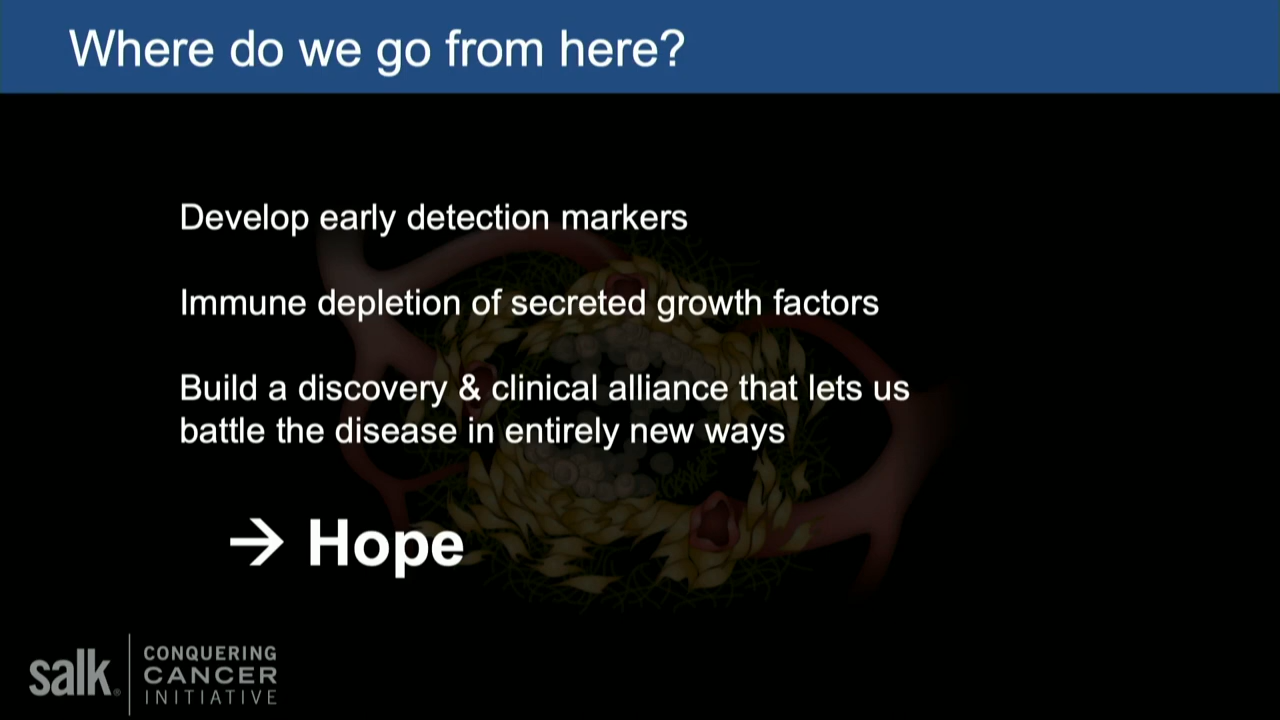 Where do we go from here?
Develop early detection markers
Immune depletion of secreted growth factors
Build a discovery & clinical alliance that lets us
battle the disease in entirely new ways
→ Hope
salk®
CONQUERING
CANCER
INITIATIVE